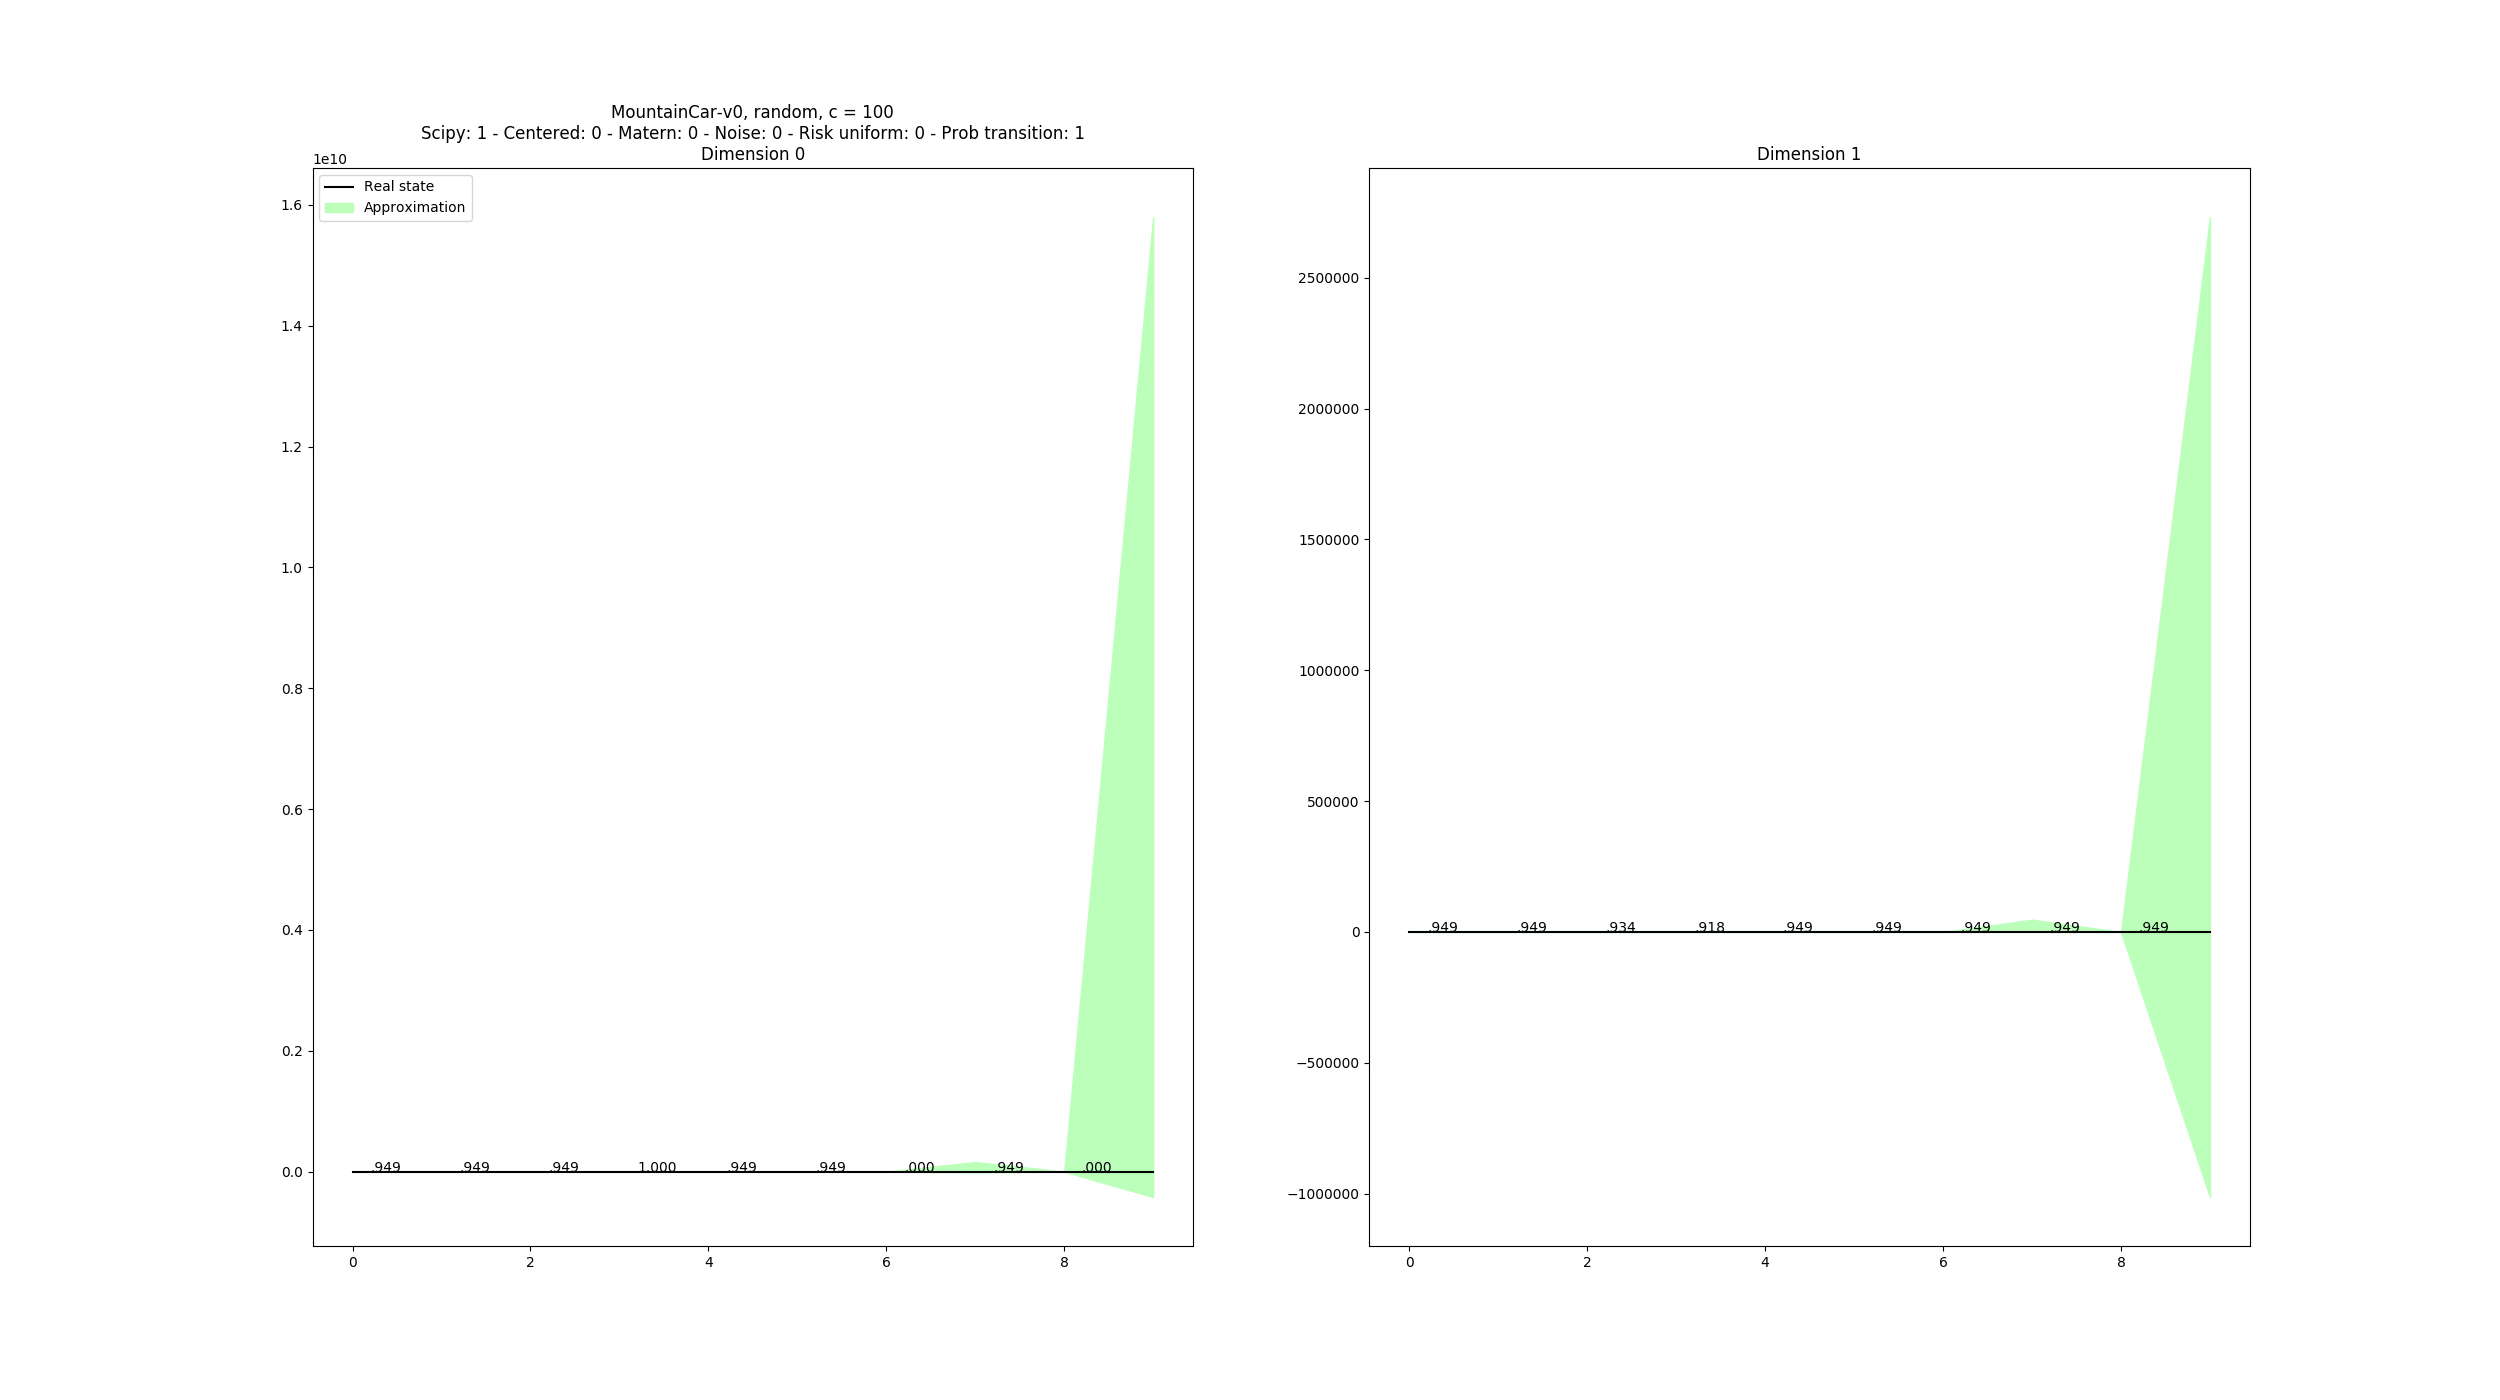 MountainCar-v0, random, c = 100
Scipy: 1 - Centered: 0 - Matern: 0 - Noise: 0 - Risk uniform: 0 - Prob transition: 1
Dimension 0
1e10
Real state
Approximation
1.6
1.4
1.2
1.0
0.8
0.6
0.4
0.2
0.0
.949 .949 .949 1.000 .949 .949 .000 .949 .000
0 2 4 6 8
Dimension 1
2500000
2000000
1500000
1000000
500000
0
−500000
−1000000
.949 .949 .934 .918 .949 .949 .949 .949 .949
0 2 4 6 8